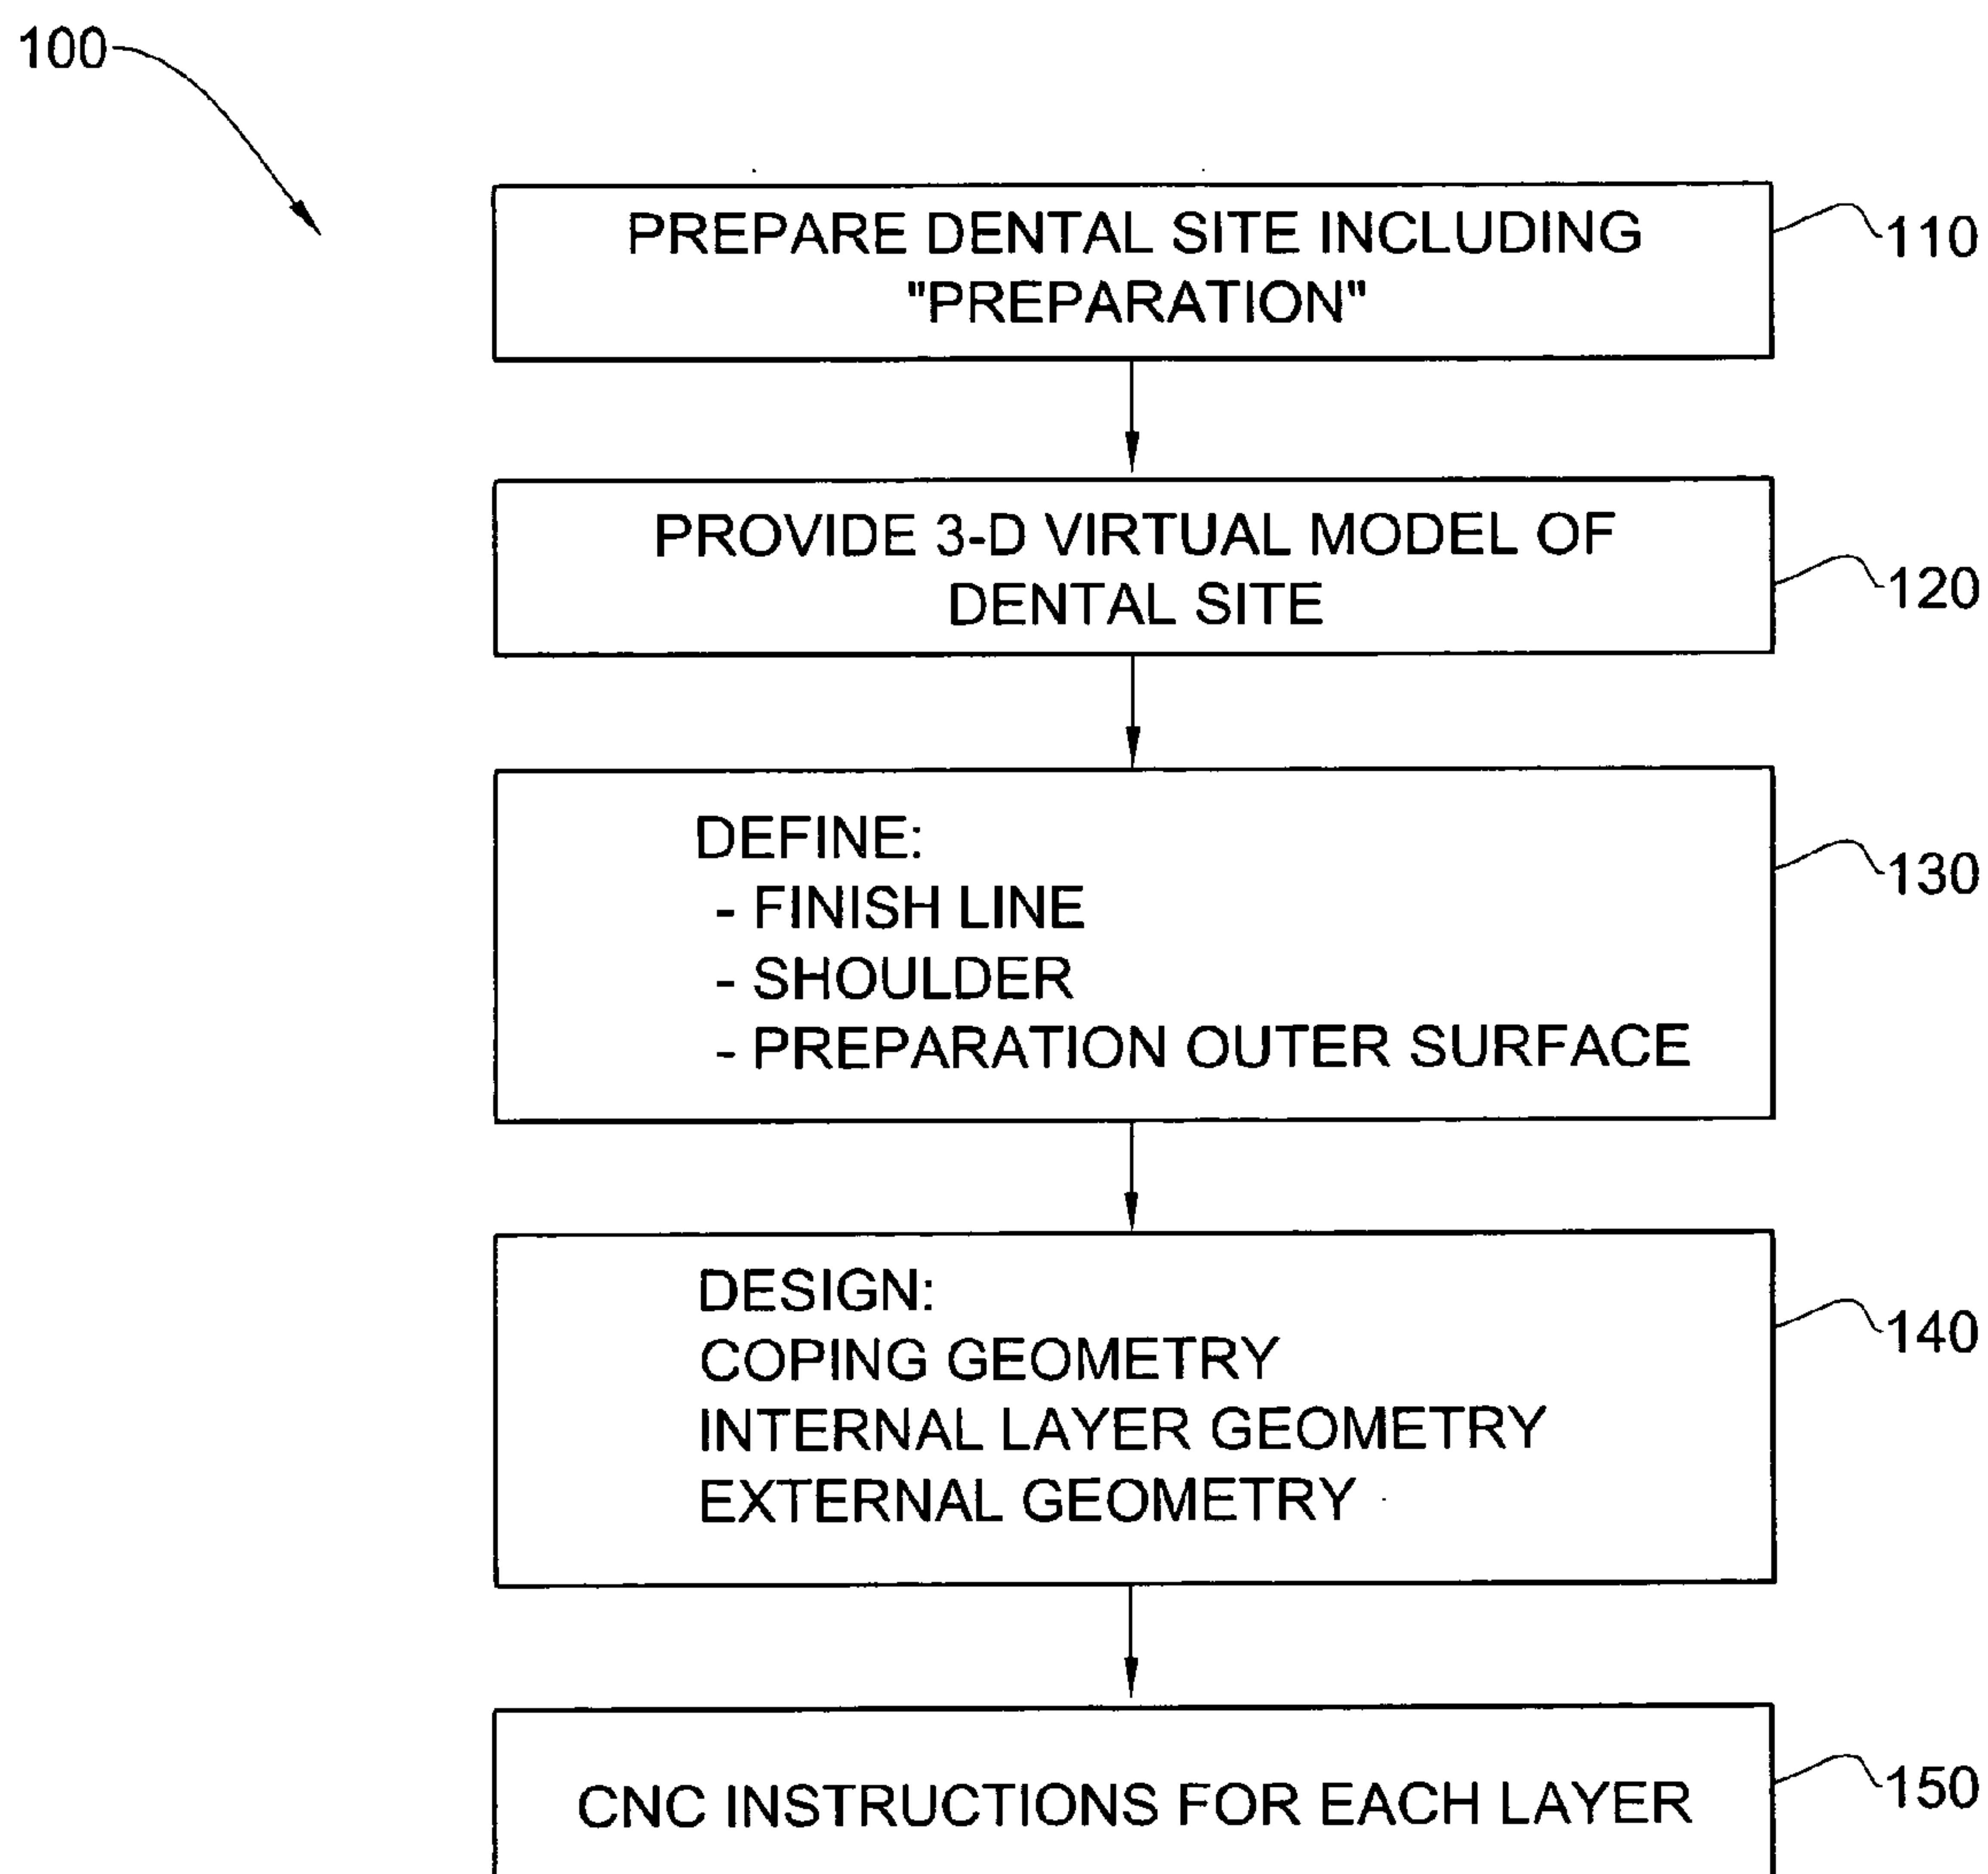 100
PREPARE DENTAL SITE INCLUDING
"PREPARATION"
110
PROVIDE 3-D VIRTUAL MODEL OF
DENTAL SITE
120
DEFINE:
- FINISH LINE
- SHOULDER
- PREPARATION OUTER SURFACE
130
DESIGN:
COPING GEOMETRY
INTERNAL LAYER GEOMETRY
EXTERNAL GEOMETRY
140
CNC INSTRUCTIONS FOR EACH LAYER
150